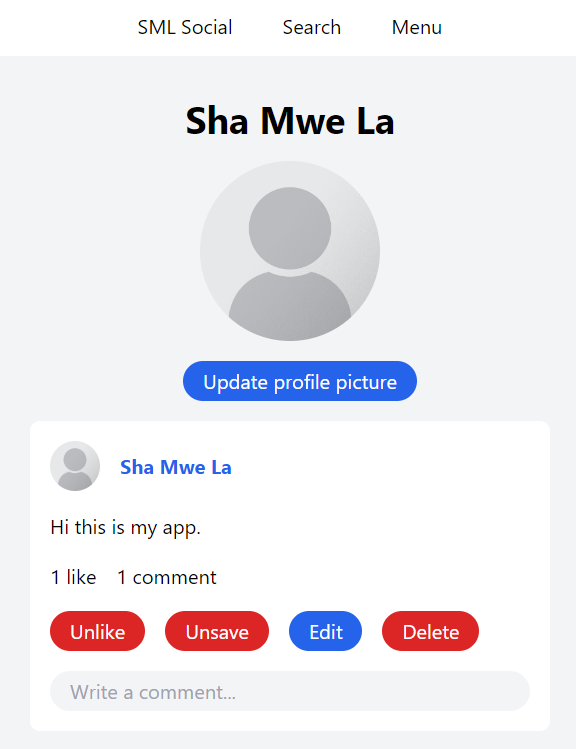 SML Social Search Menu
Sha Mwe La
Update profile picture
Sha Mwe La
Hi this is my app.
1 like 1 comment
Unlike Unsave Edit Delete
Write a comment...